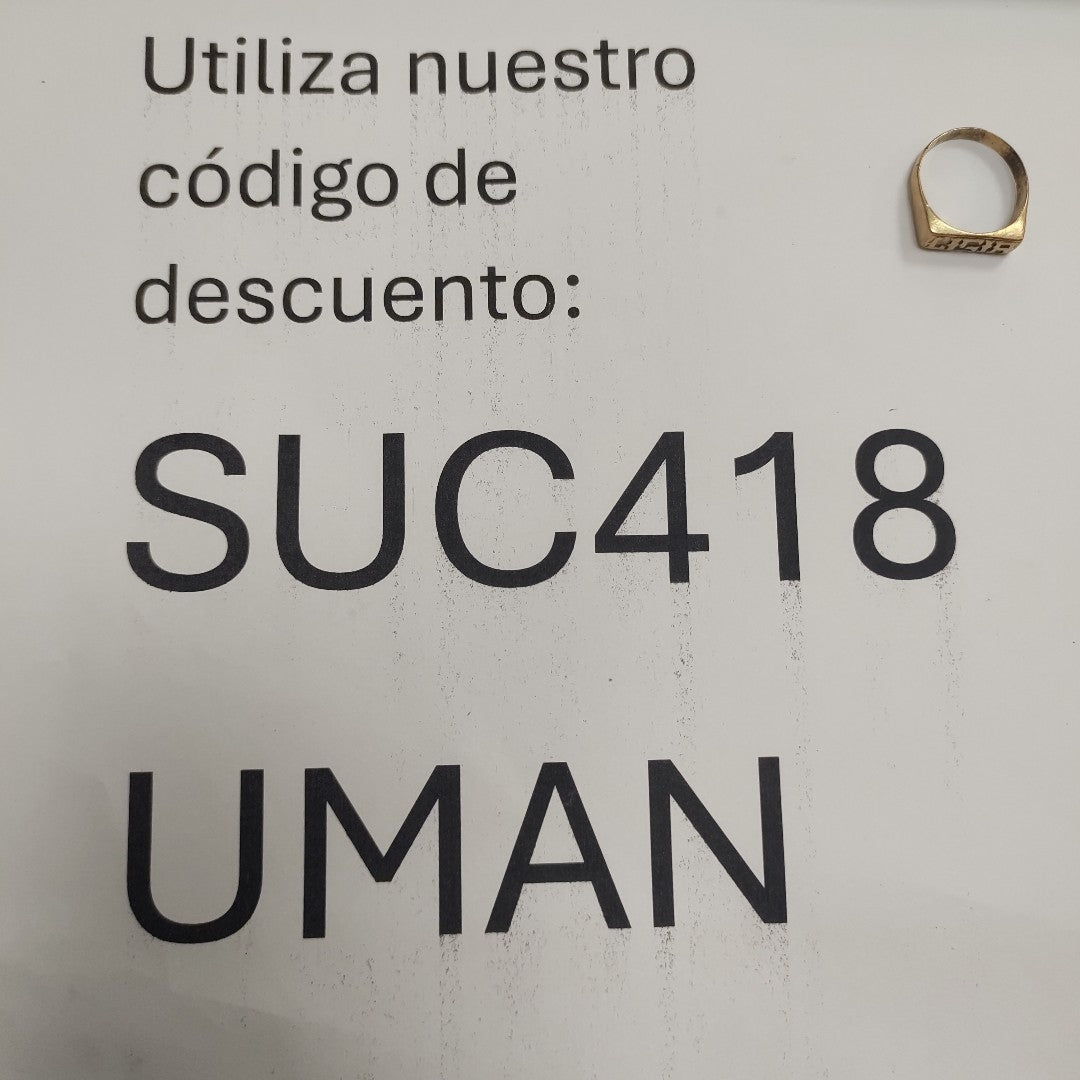 Utiliza nuestro
código de
descuento:
SUC418
UMAN